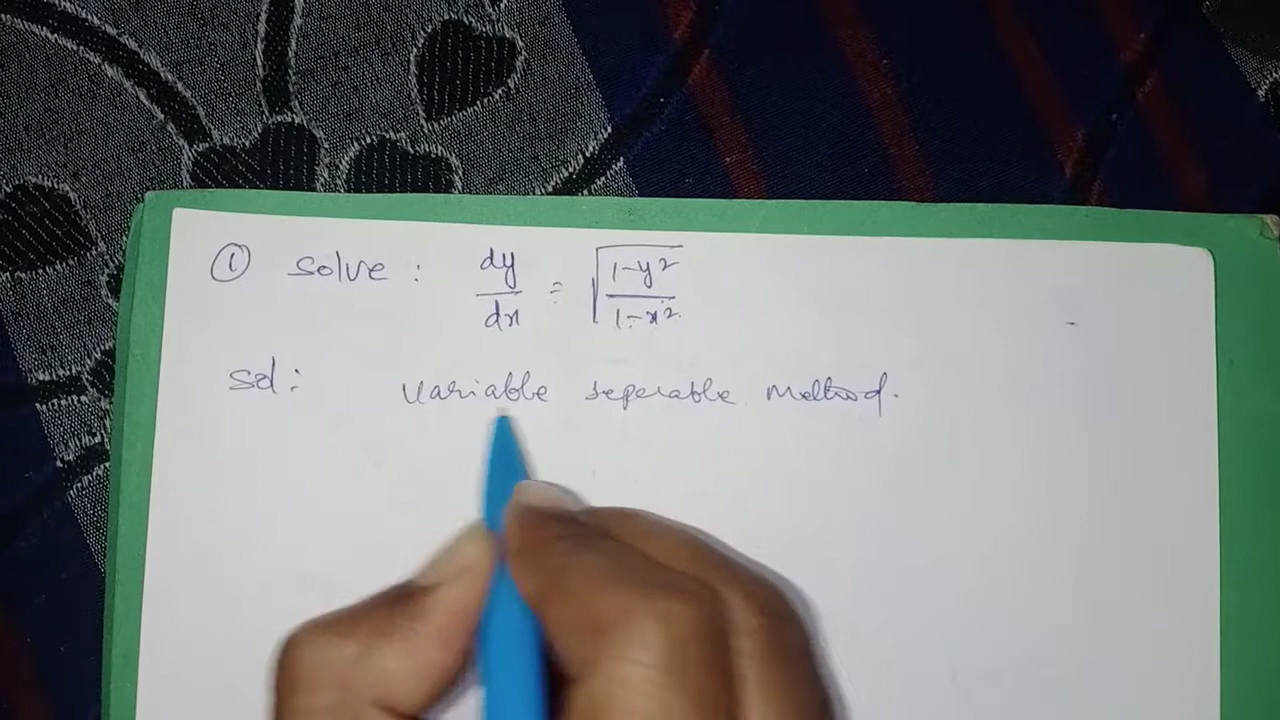 ① Solve : dy/dx = √(1-y²/1-x²)
Sol : Variable seperable Method.